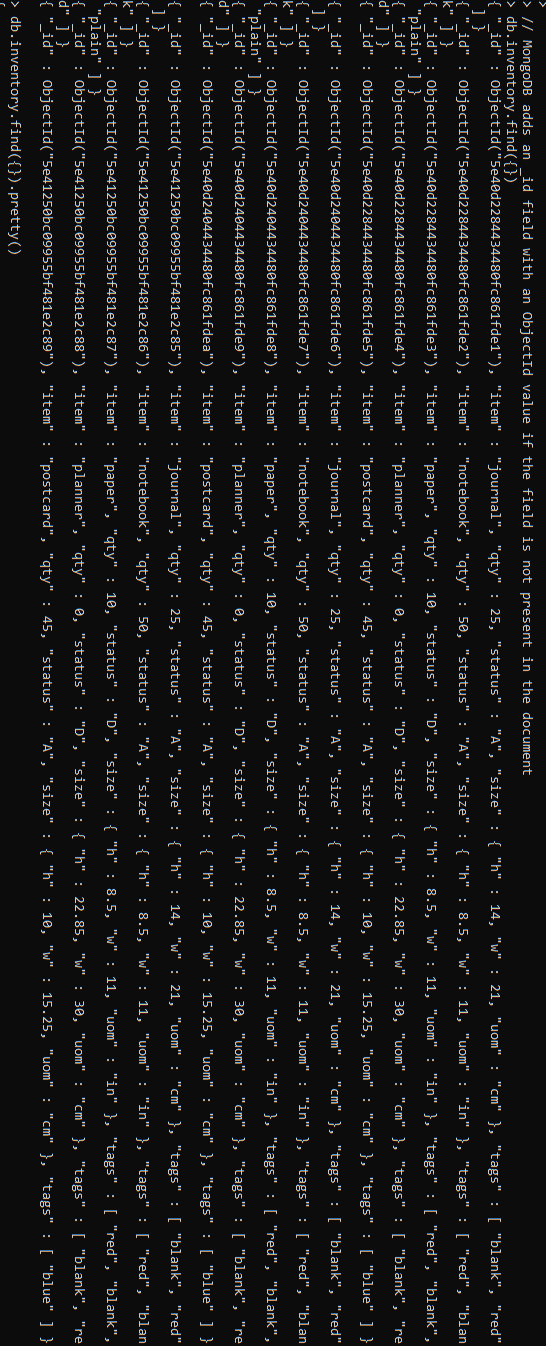 >
> // MongoDB adds an _id field with an ObjectId value if the field is not present in the document
> db.inventory.find({})
{ "_id" : ObjectId("5e40d2284434480fc861fde1"), "item" : "journal", "qty" : 25, "status" : "A", "size" : { "h" : 14, "w" : 21, "uom" : "cm" }, "tags" : [ "blank", "red"
 ] }
{ "_id" : ObjectId("5e40d2284434480fc861fde2"), "item" : "notebook", "qty" : 50, "status" : "A", "size" : { "h" : 8.5, "w" : 11, "uom" : "in" }, "tags" : [ "red", "blan
k" ] }
{ "_id" : ObjectId("5e40d2284434480fc861fde3"), "item" : "paper", "qty" : 10, "status" : "D", "size" : { "h" : 8.5, "w" : 11, "uom" : "in" }, "tags" : [ "red", "blank",
 "plain" ] }
{ "_id" : ObjectId("5e40d2284434480fc861fde4"), "item" : "planner", "qty" : 0, "status" : "D", "size" : { "h" : 22.85, "w" : 30, "uom" : "cm" }, "tags" : [ "blank", "re
d" ] }
{ "_id" : ObjectId("5e40d2284434480fc861fde5"), "item" : "postcard", "qty" : 45, "status" : "A", "size" : { "h" : 10, "w" : 15.25, "uom" : "cm" }, "tags" : [ "blue" ] }
{ "_id" : ObjectId("5e40d2404434480fc861fde6"), "item" : "journal", "qty" : 25, "status" : "A", "size" : { "h" : 14, "w" : 21, "uom" : "cm" }, "tags" : [ "blank", "red"
 ] }
{ "_id" : ObjectId("5e40d2404434480fc861fde7"), "item" : "notebook", "qty" : 50, "status" : "A", "size" : { "h" : 8.5, "w" : 11, "uom" : "in" }, "tags" : [ "red", "blan
k" ] }
{ "_id" : ObjectId("5e40d2404434480fc861fde8"), "item" : "paper", "qty" : 10, "status" : "D", "size" : { "h" : 8.5, "w" : 11, "uom" : "in" }, "tags" : [ "red", "blank",
 "plain" ] }
{ "_id" : ObjectId("5e40d2404434480fc861fde9"), "item" : "planner", "qty" : 0, "status" : "D", "size" : { "h" : 22.85, "w" : 30, "uom" : "cm" }, "tags" : [ "blank", "re
d" ] }
{ "_id" : ObjectId("5e40d2404434480fc861fdea"), "item" : "postcard", "qty" : 45, "status" : "A", "size" : { "h" : 10, "w" : 15.25, "uom" : "cm" }, "tags" : [ "blue" ] }
{ "_id" : ObjectId("5e41250bc09955bf481e2c85"), "item" : "journal", "qty" : 25, "status" : "A", "size" : { "h" : 14, "w" : 21, "uom" : "cm" }, "tags" : [ "blank", "red"
 ] }
{ "_id" : ObjectId("5e41250bc09955bf481e2c86"), "item" : "notebook", "qty" : 50, "status" : "A", "size" : { "h" : 8.5, "w" : 11, "uom" : "in" }, "tags" : [ "red", "blan
k" ] }
{ "_id" : ObjectId("5e41250bc09955bf481e2c87"), "item" : "paper", "qty" : 10, "status" : "D", "size" : { "h" : 8.5, "w" : 11, "uom" : "in" }, "tags" : [ "red", "blank",
 "plain" ] }
{ "_id" : ObjectId("5e41250bc09955bf481e2c88"), "item" : "planner", "qty" : 0, "status" : "D", "size" : { "h" : 22.85, "w" : 30, "uom" : "cm" }, "tags" : [ "blank", "re
d" ] }
{ "_id" : ObjectId("5e41250bc09955bf481e2c89"), "item" : "postcard", "qty" : 45, "status" : "A", "size" : { "h" : 10, "w" : 15.25, "uom" : "cm" }, "tags" : [ "blue" ] }
> db.inventory.find({}).pretty()
{